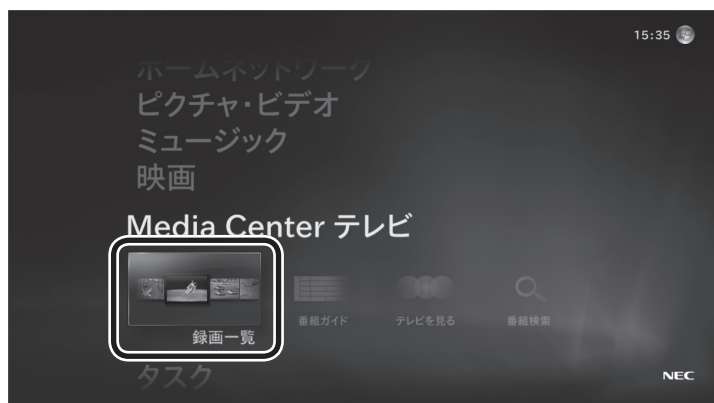 15:35
ホームネットワーク
ピクチャ・ビデオ
ミュージック
映画
Media Center テレビ
録画一覧
番組ガイド
テレビを見る
番組検索
タスク
NEC